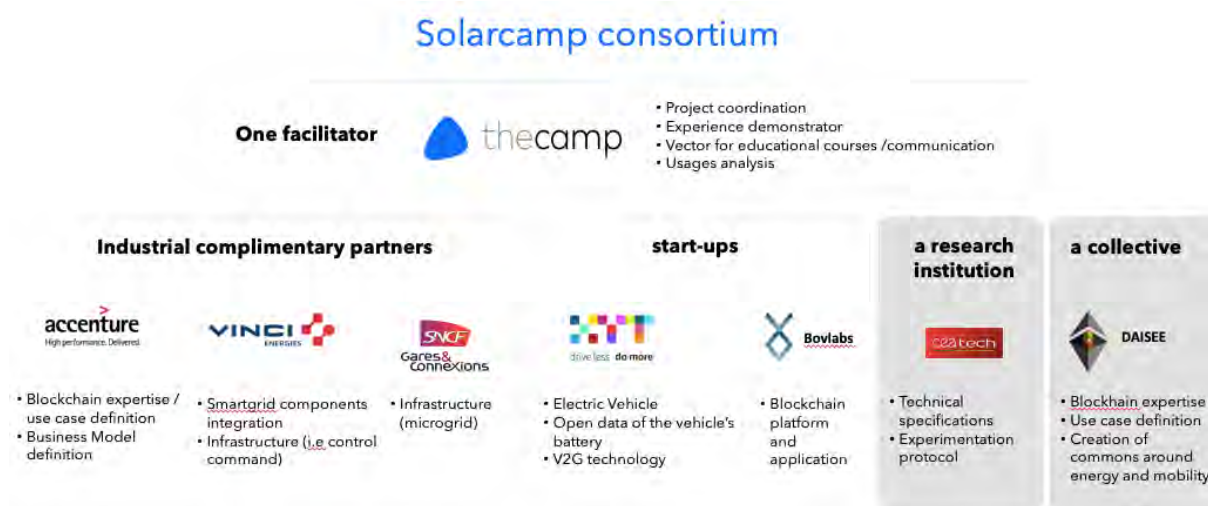 Solarcamp consortium
One facilitator
thecamp
• Project coordination
• Experience demonstrator
• Vector for educational courses /communication
• Usages analysis
Industrial complimentary partners
accenture
High performance. Delivered.
• Blockchain expertise /
use case definition
• Business Model
definition
VINCI
ENERGIES
• Smartgrid components
integration
• Infrastructure (i.e control
command)
SNCF
Gares&
conneXions
• Infrastructure
(microgrid)
start-ups
drive less do more
• Electric Vehicle
• Open data of the vehicle's
battery
• V2G technology
Bovlabs
• Blockchain
platform
and
application
a research
institution
ceatech
• Technical
specifications
• Experimentation
protocol
a collective
DAISEE
• Blockhain expertise
• Use case definition
• Creation of
commons around
energy and mobility